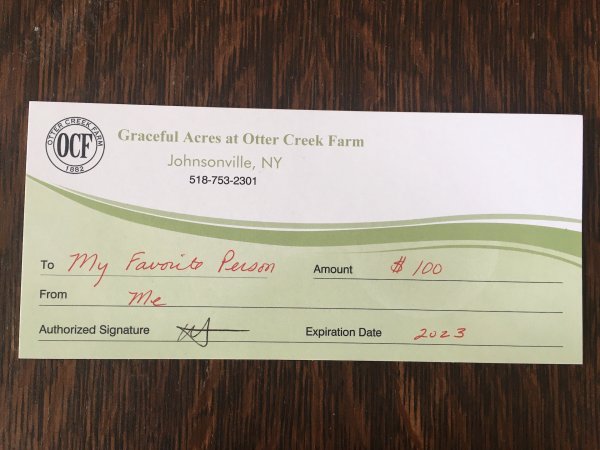 OTTER CREEK FARM
OCF
1882
Graceful Acres at Otter Creek Farm
Johnsonville, NY
518-753-2301
To My Favorite Person
Amount $100
From Me
Authorized Signature
Expiration Date 2023